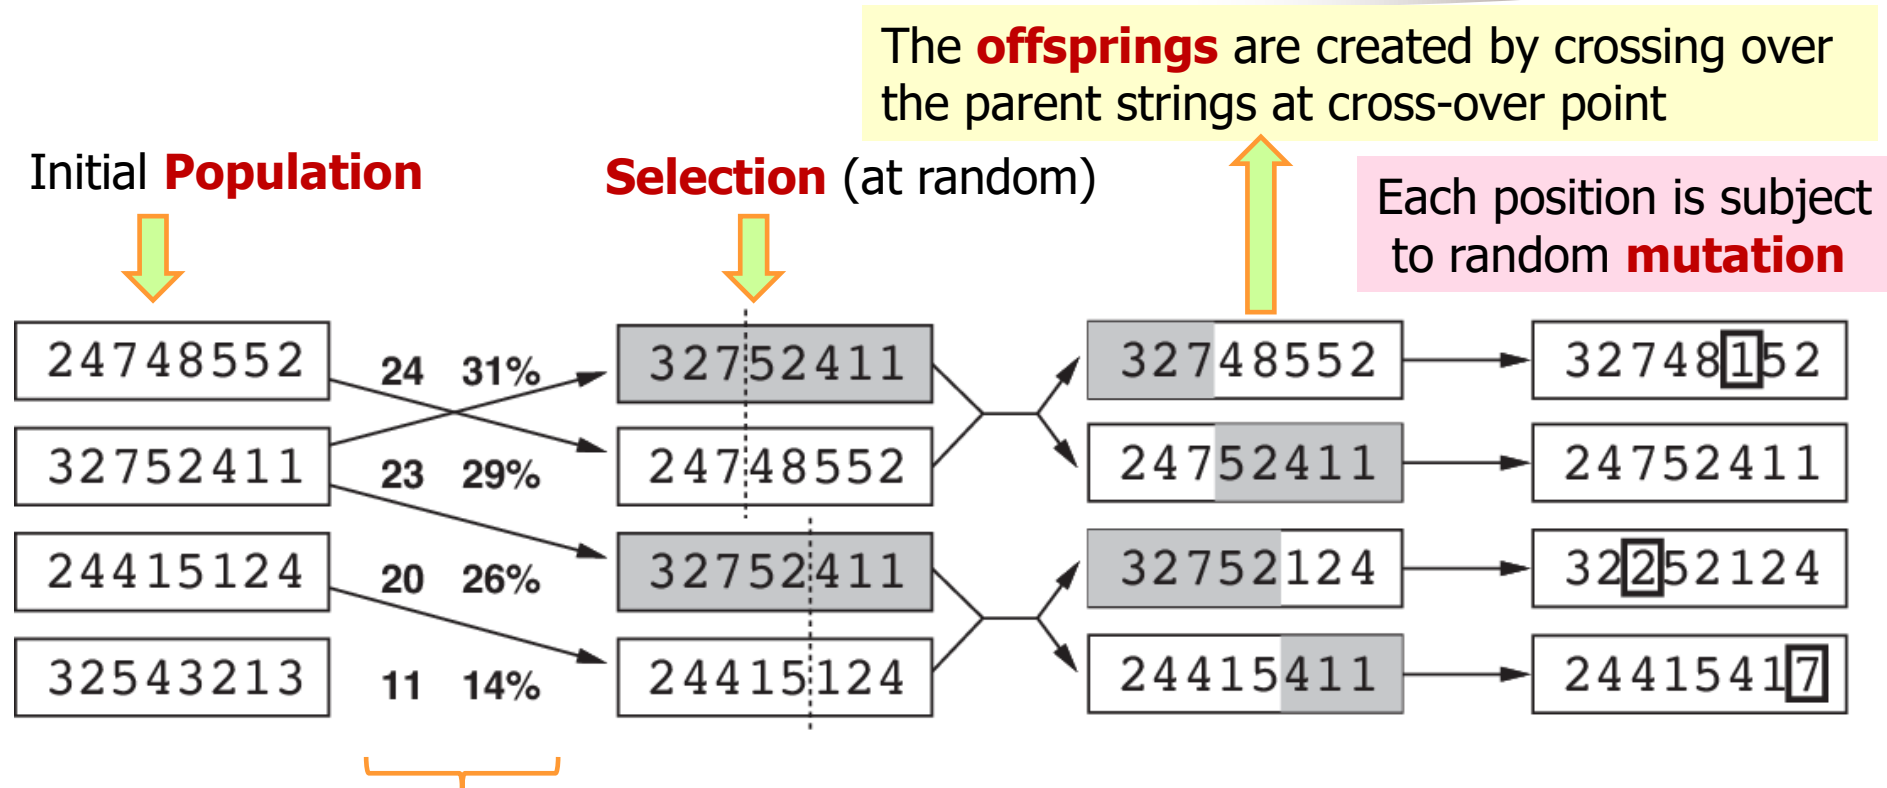 The offsprings are created by crossing over
the parent strings at cross-over point
Initial Population
Selection (at random)
Each position is subject
to random mutation
24748552 24 31% 32752411 32748552 32748152
32752411 23 29% 24748552 24752411 24752411
24415124 20 26% 32752411 32752124 32252124
32543213 11 14% 24415124 24415411 24415417